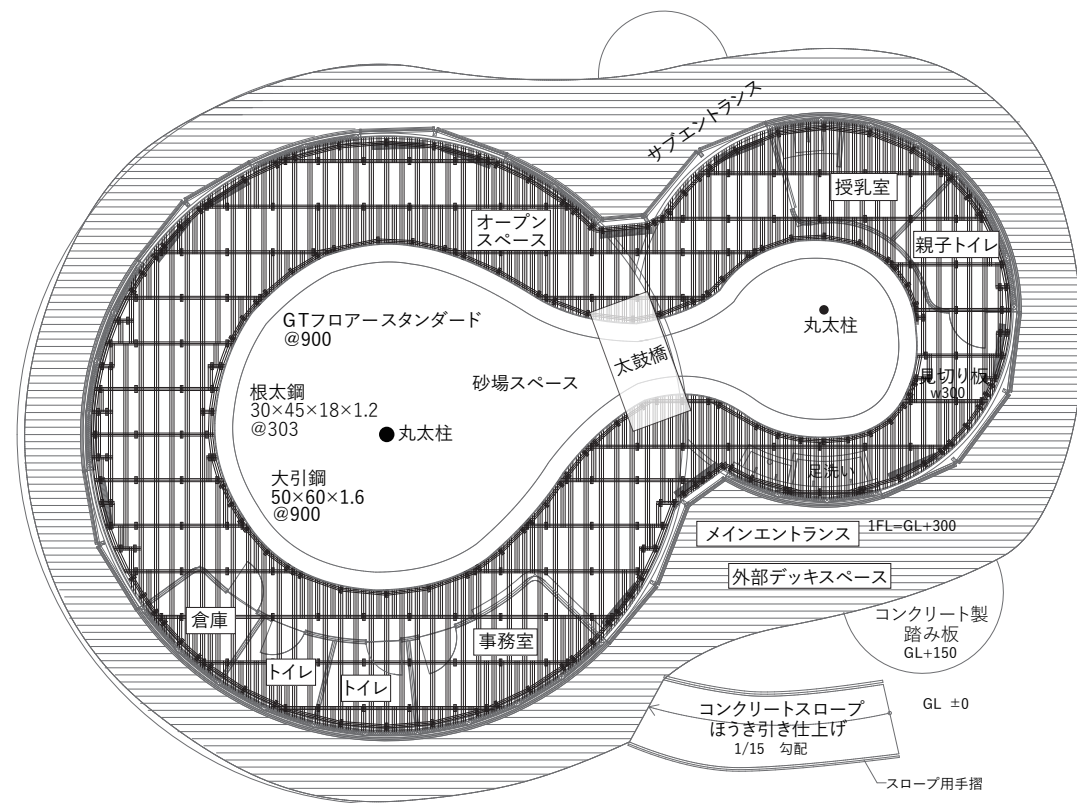 サブエントランス
授乳室
オープン
スペース
親子トイレ
GTフロアースタンダード
@900
丸太柱
太鼓橋
砂場スペース
根太鋼
30×45×18×1.2
@303
見切り板
w300
丸太柱
大引鋼
50×60×1.6
@900
足洗い
メインエントランス
1FL=GL+300
外部デッキスペース
倉庫
コンクリート製
踏み板
GL+150
事務室
トイレ
トイレ
コンクリートスロープ
ほうき引き仕上げ
1/15 勾配
GL ±0
スロープ用手摺